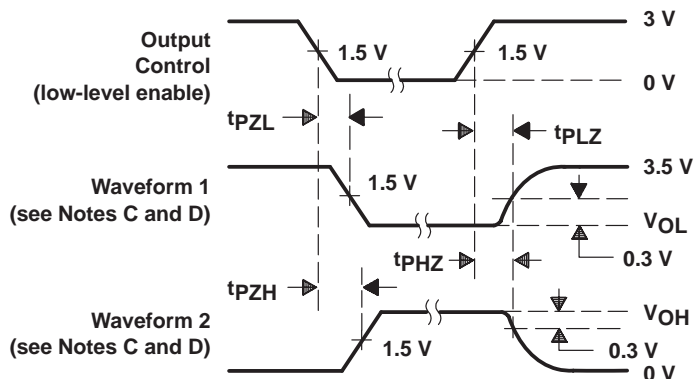 3 V
Output
Control
(low-level enable)
1.5 V
1.5 V
0 V
tPZL
tPLZ
3.5 V
Waveform 1
(see Notes C and D)
1.5 V
VOL
tPHZ
0.3 V
tPZH
VOH
Waveform 2
(see Notes C and D)
1.5 V
0.3 V
0 V